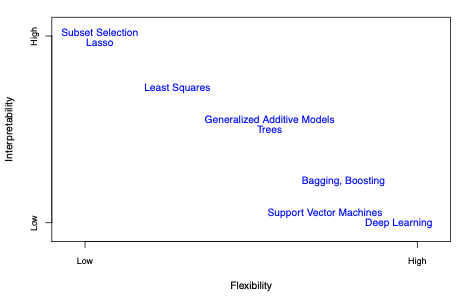 High
Subset Selection
Lasso
Least Squares
Generalized Additive Models
Trees
Interpretability
Bagging, Boosting
Support Vector Machines
Deep Learning
Low
Low
High
Flexibility